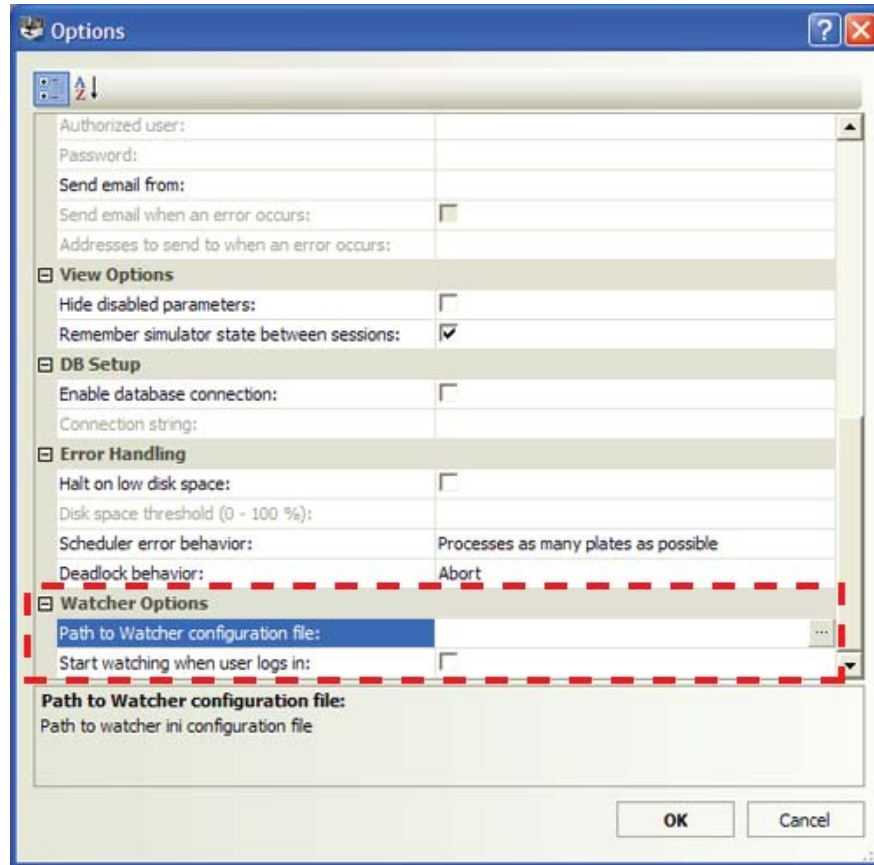 Options
Authorized user:
Password:
Send email from:
Send email when an error occurs:
Addresses to send to when an error occurs:
View Options
Hide disabled parameters:
Remember simulator state between sessions:
DB Setup
Enable database connection:
Connection string:
Error Handling
Halt on low disk space:
Disk space threshold (0 - 100 %):
Scheduler error behavior: Processes as many plates as possible
Deadlock behavior: Abort
Watcher Options
Path to Watcher configuration file: ...
Start watching when user logs in:
Path to Watcher configuration file:
Path to watcher ini configuration file
OK Cancel